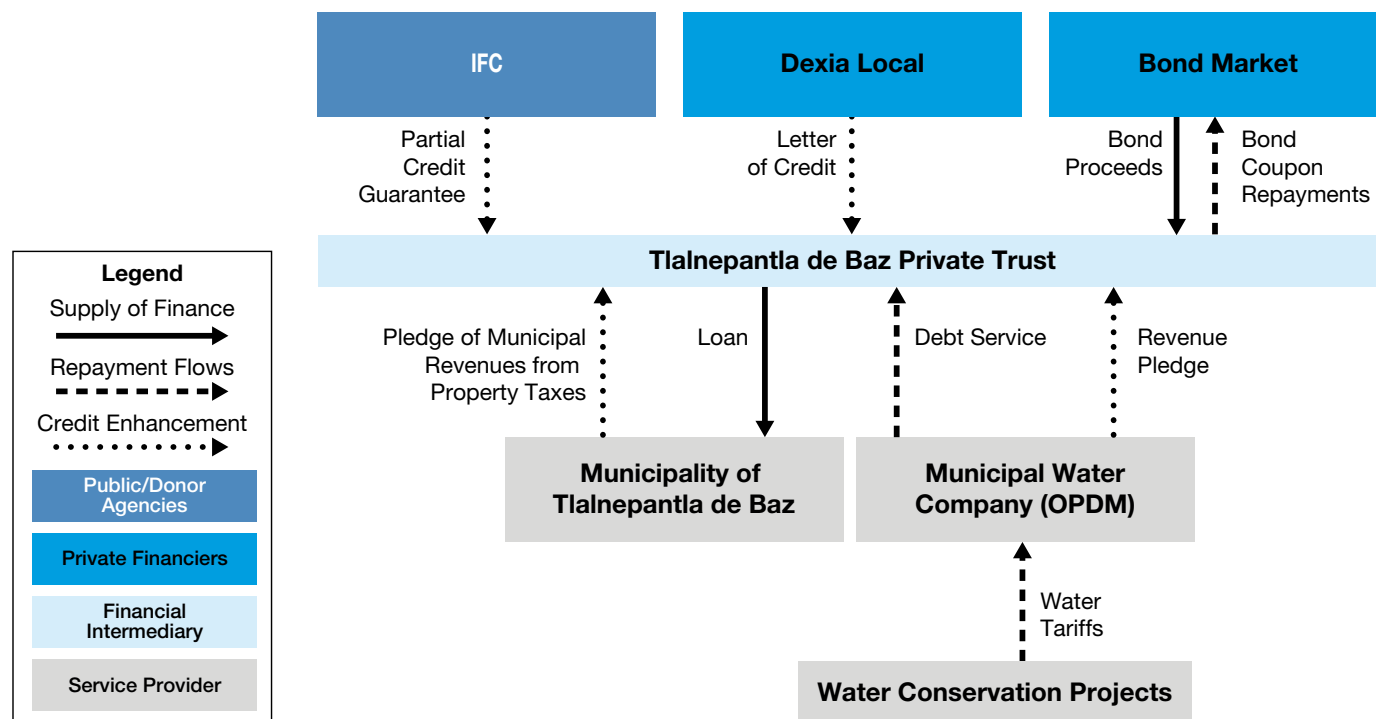 IFC
Dexia Local
Bond Market
Partial
Credit
Guarantee
Letter
of Credit
Bond
Proceeds
Bond
Coupon
Repayments
Tlalnepantla de Baz Private Trust
Legend
Supply of Finance
Repayment Flows
Credit Enhancement
Public/Donor
Agencies
Private Financiers
Financial
Intermediary
Service Provider
Pledge of Municipal
Revenues from
Property Taxes
Loan
Debt Service
Revenue
Pledge
Municipality of
Tlalnepantla de Baz
Municipal Water
Company (OPDM)
Water
Tariffs
Water Conservation Projects